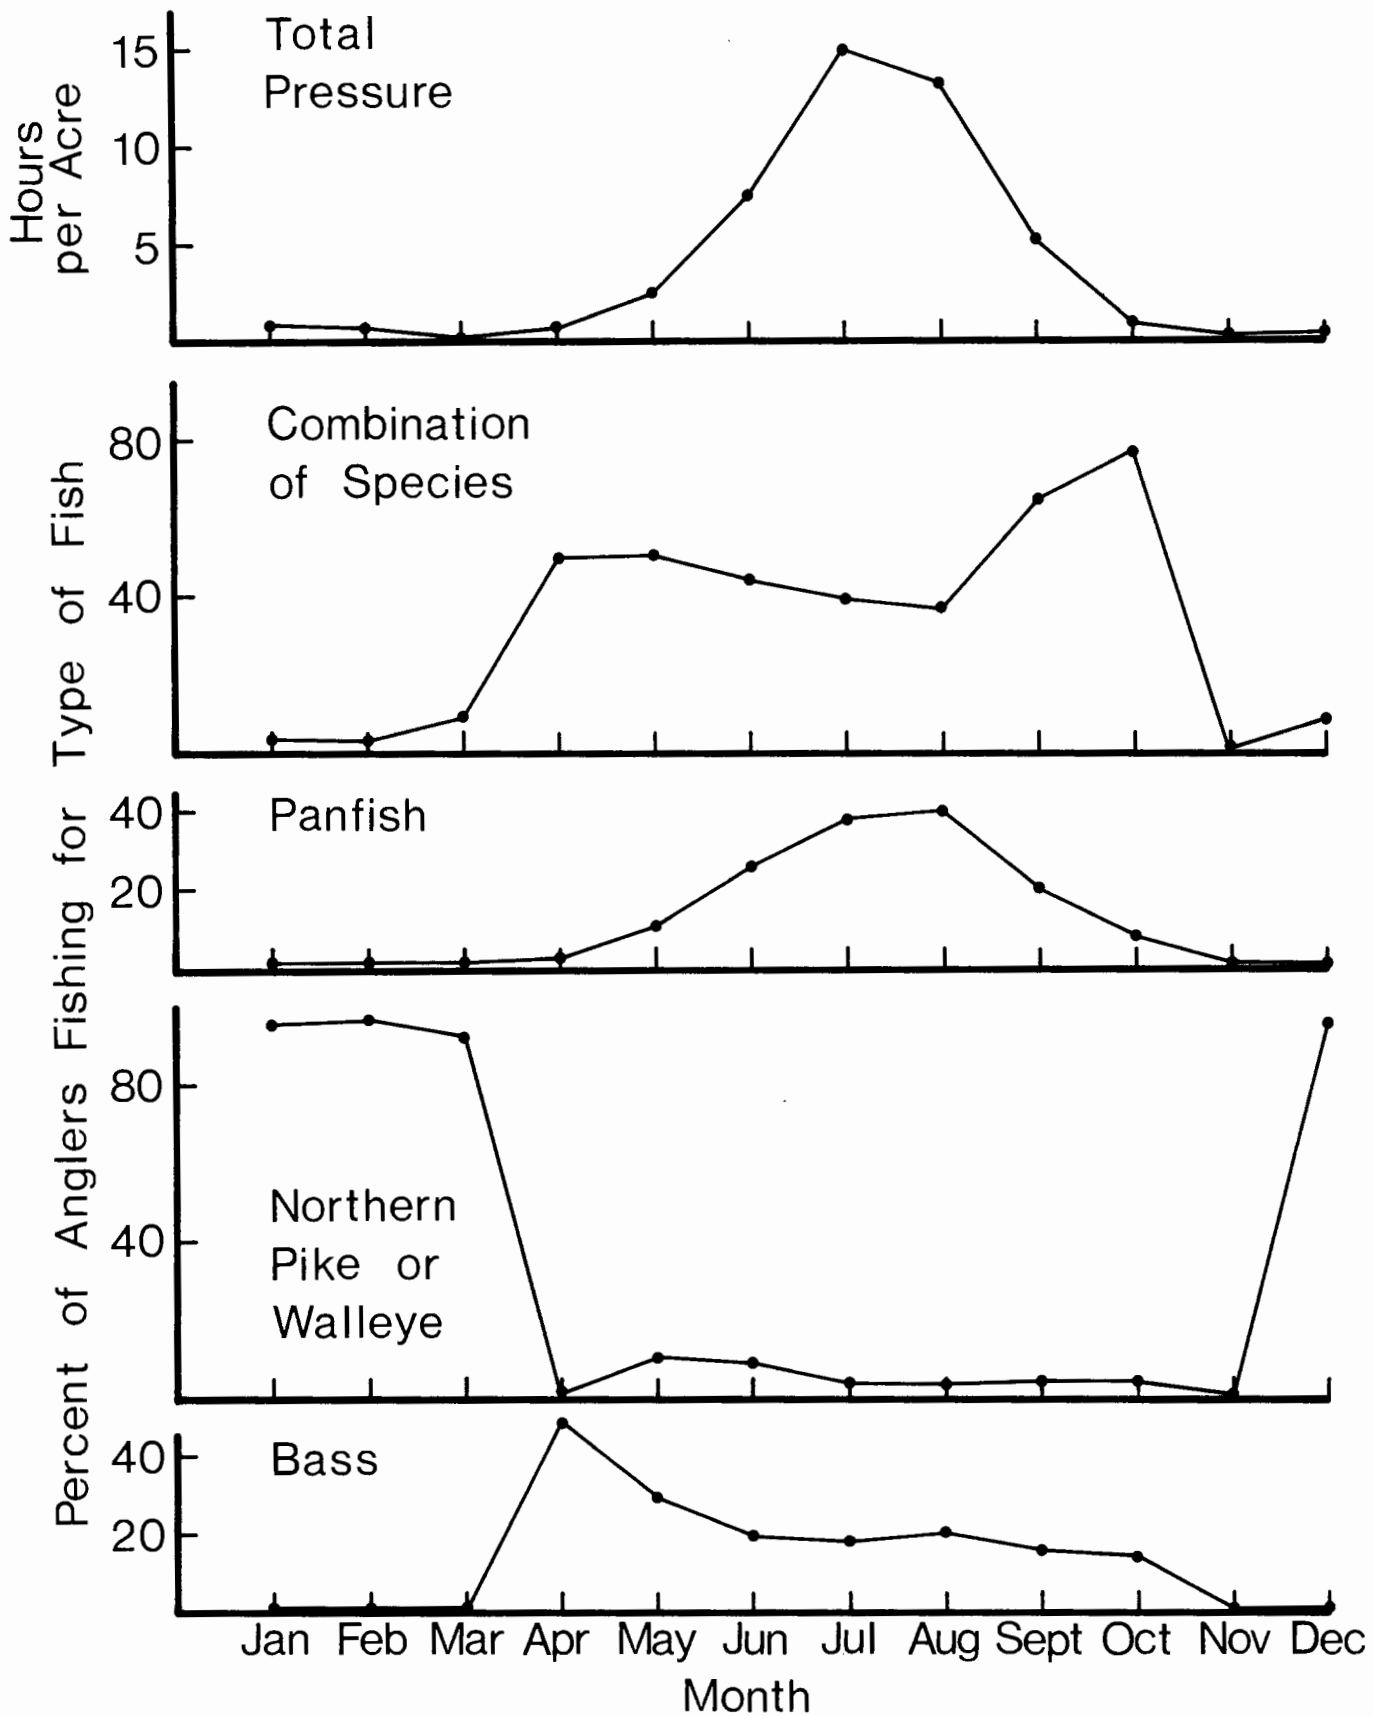 Total
Pressure
15
10
5
Hours
per Acre
Combination
of Species
80
40
Panfish
40
20
80
40
Northern
Pike or
Walleye
Bass
40
20
Percent of Anglers Fishing for Type of Fish
Jan Feb Mar Apr May Jun Jul Aug Sept Oct Nov Dec
Month